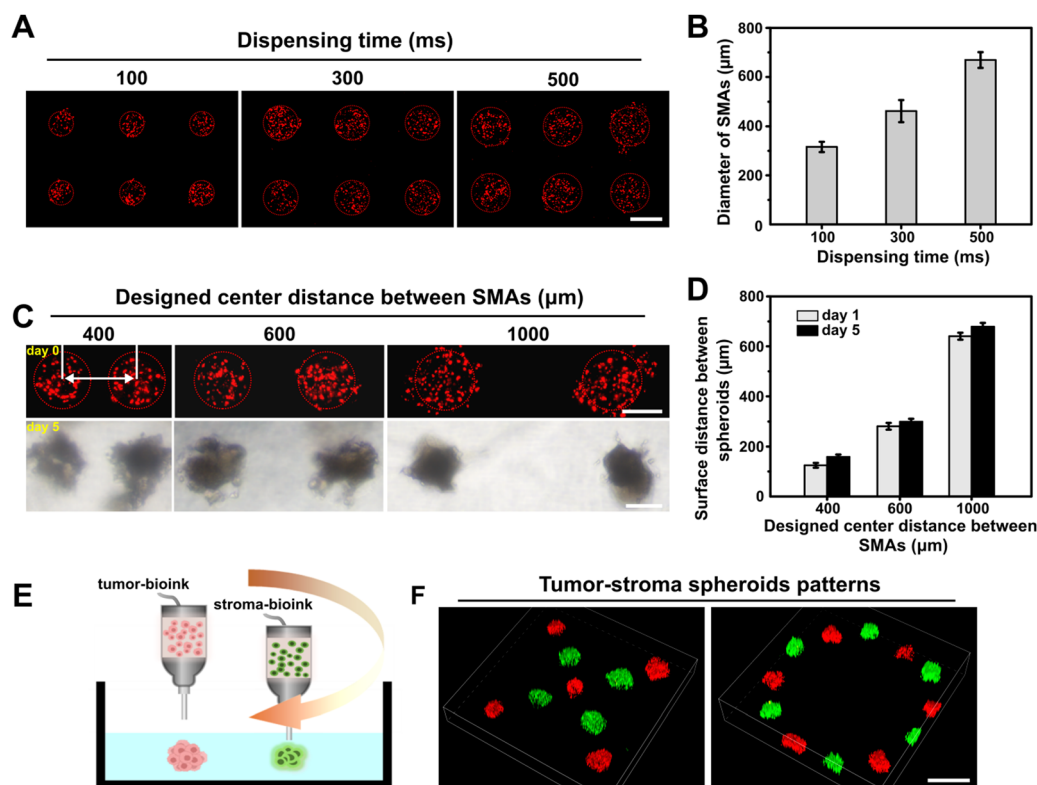 A
Dispensing time (ms)
100 300 500
B
Diameter of SMAs (µm)
800
600
400
200
0
100 300 500
Dispensing time (ms)
C
Designed center distance between SMAs (µm)
400 600 1000
day 0
day 5
D
Surface distance between
spheroids (µm)
800
600
400
200
0
day 1
day 5
400 600 1000
Designed center distance between
SMAs (µm)
E
tumor-bioink
stroma-bioink
F
Tumor-stroma spheroids patterns